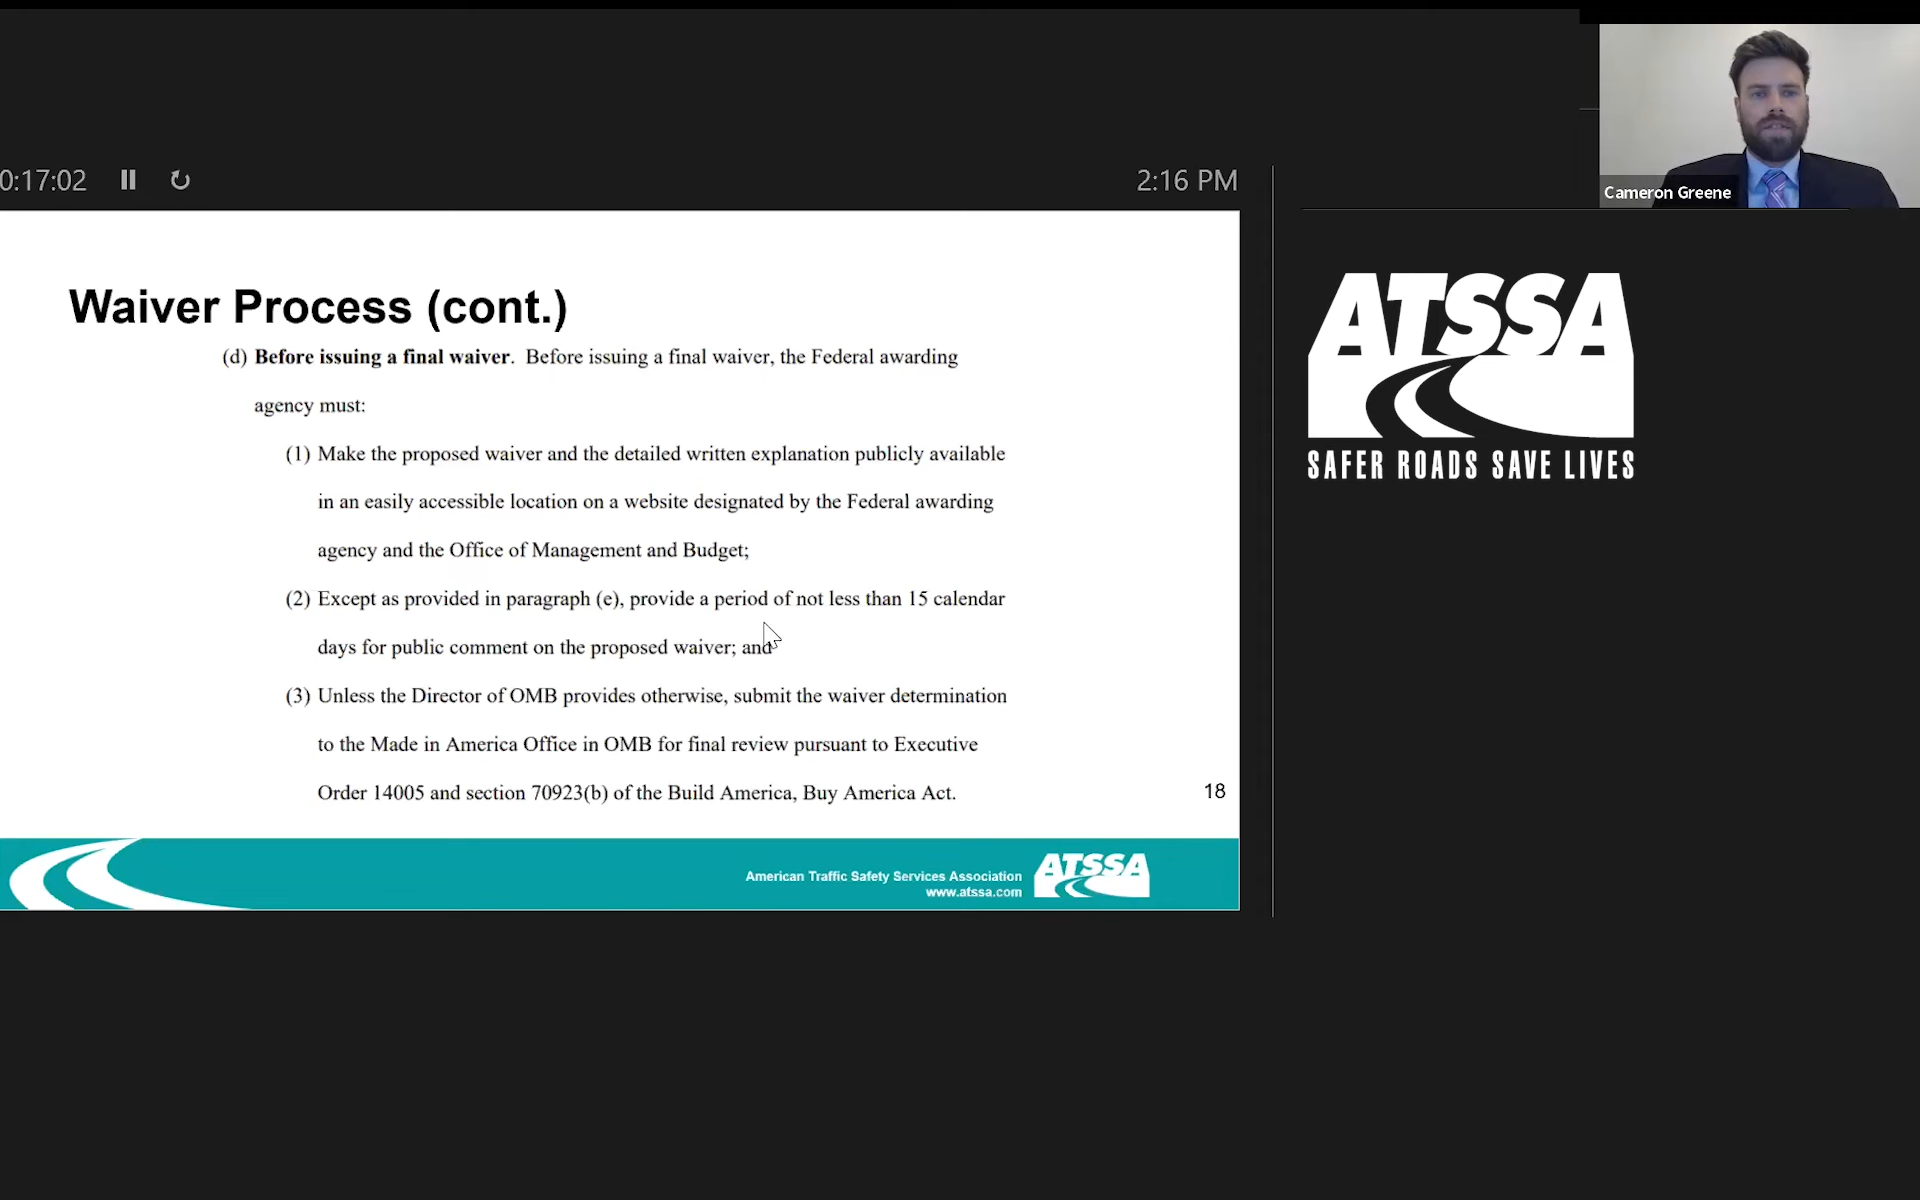 0:17:02
2:16 PM
Cameron Greene
Waiver Process (cont.)
(d) Before issuing a final waiver. Before issuing a final waiver, the Federal awarding
agency must:
(1) Make the proposed waiver and the detailed written explanation publicly available
in an easily accessible location on a website designated by the Federal awarding
agency and the Office of Management and Budget;
(2) Except as provided in paragraph (e), provide a period of not less than 15 calendar
days for public comment on the proposed waiver; and
(3) Unless the Director of OMB provides otherwise, submit the waiver determination
to the Made in America Office in OMB for final review pursuant to Executive
Order 14005 and section 70923(b) of the Build America, Buy America Act.
18
American Traffic Safety Services Association
www.atssa.com
ATSSA
ATSSA
SAFER ROADS SAVE LIVES